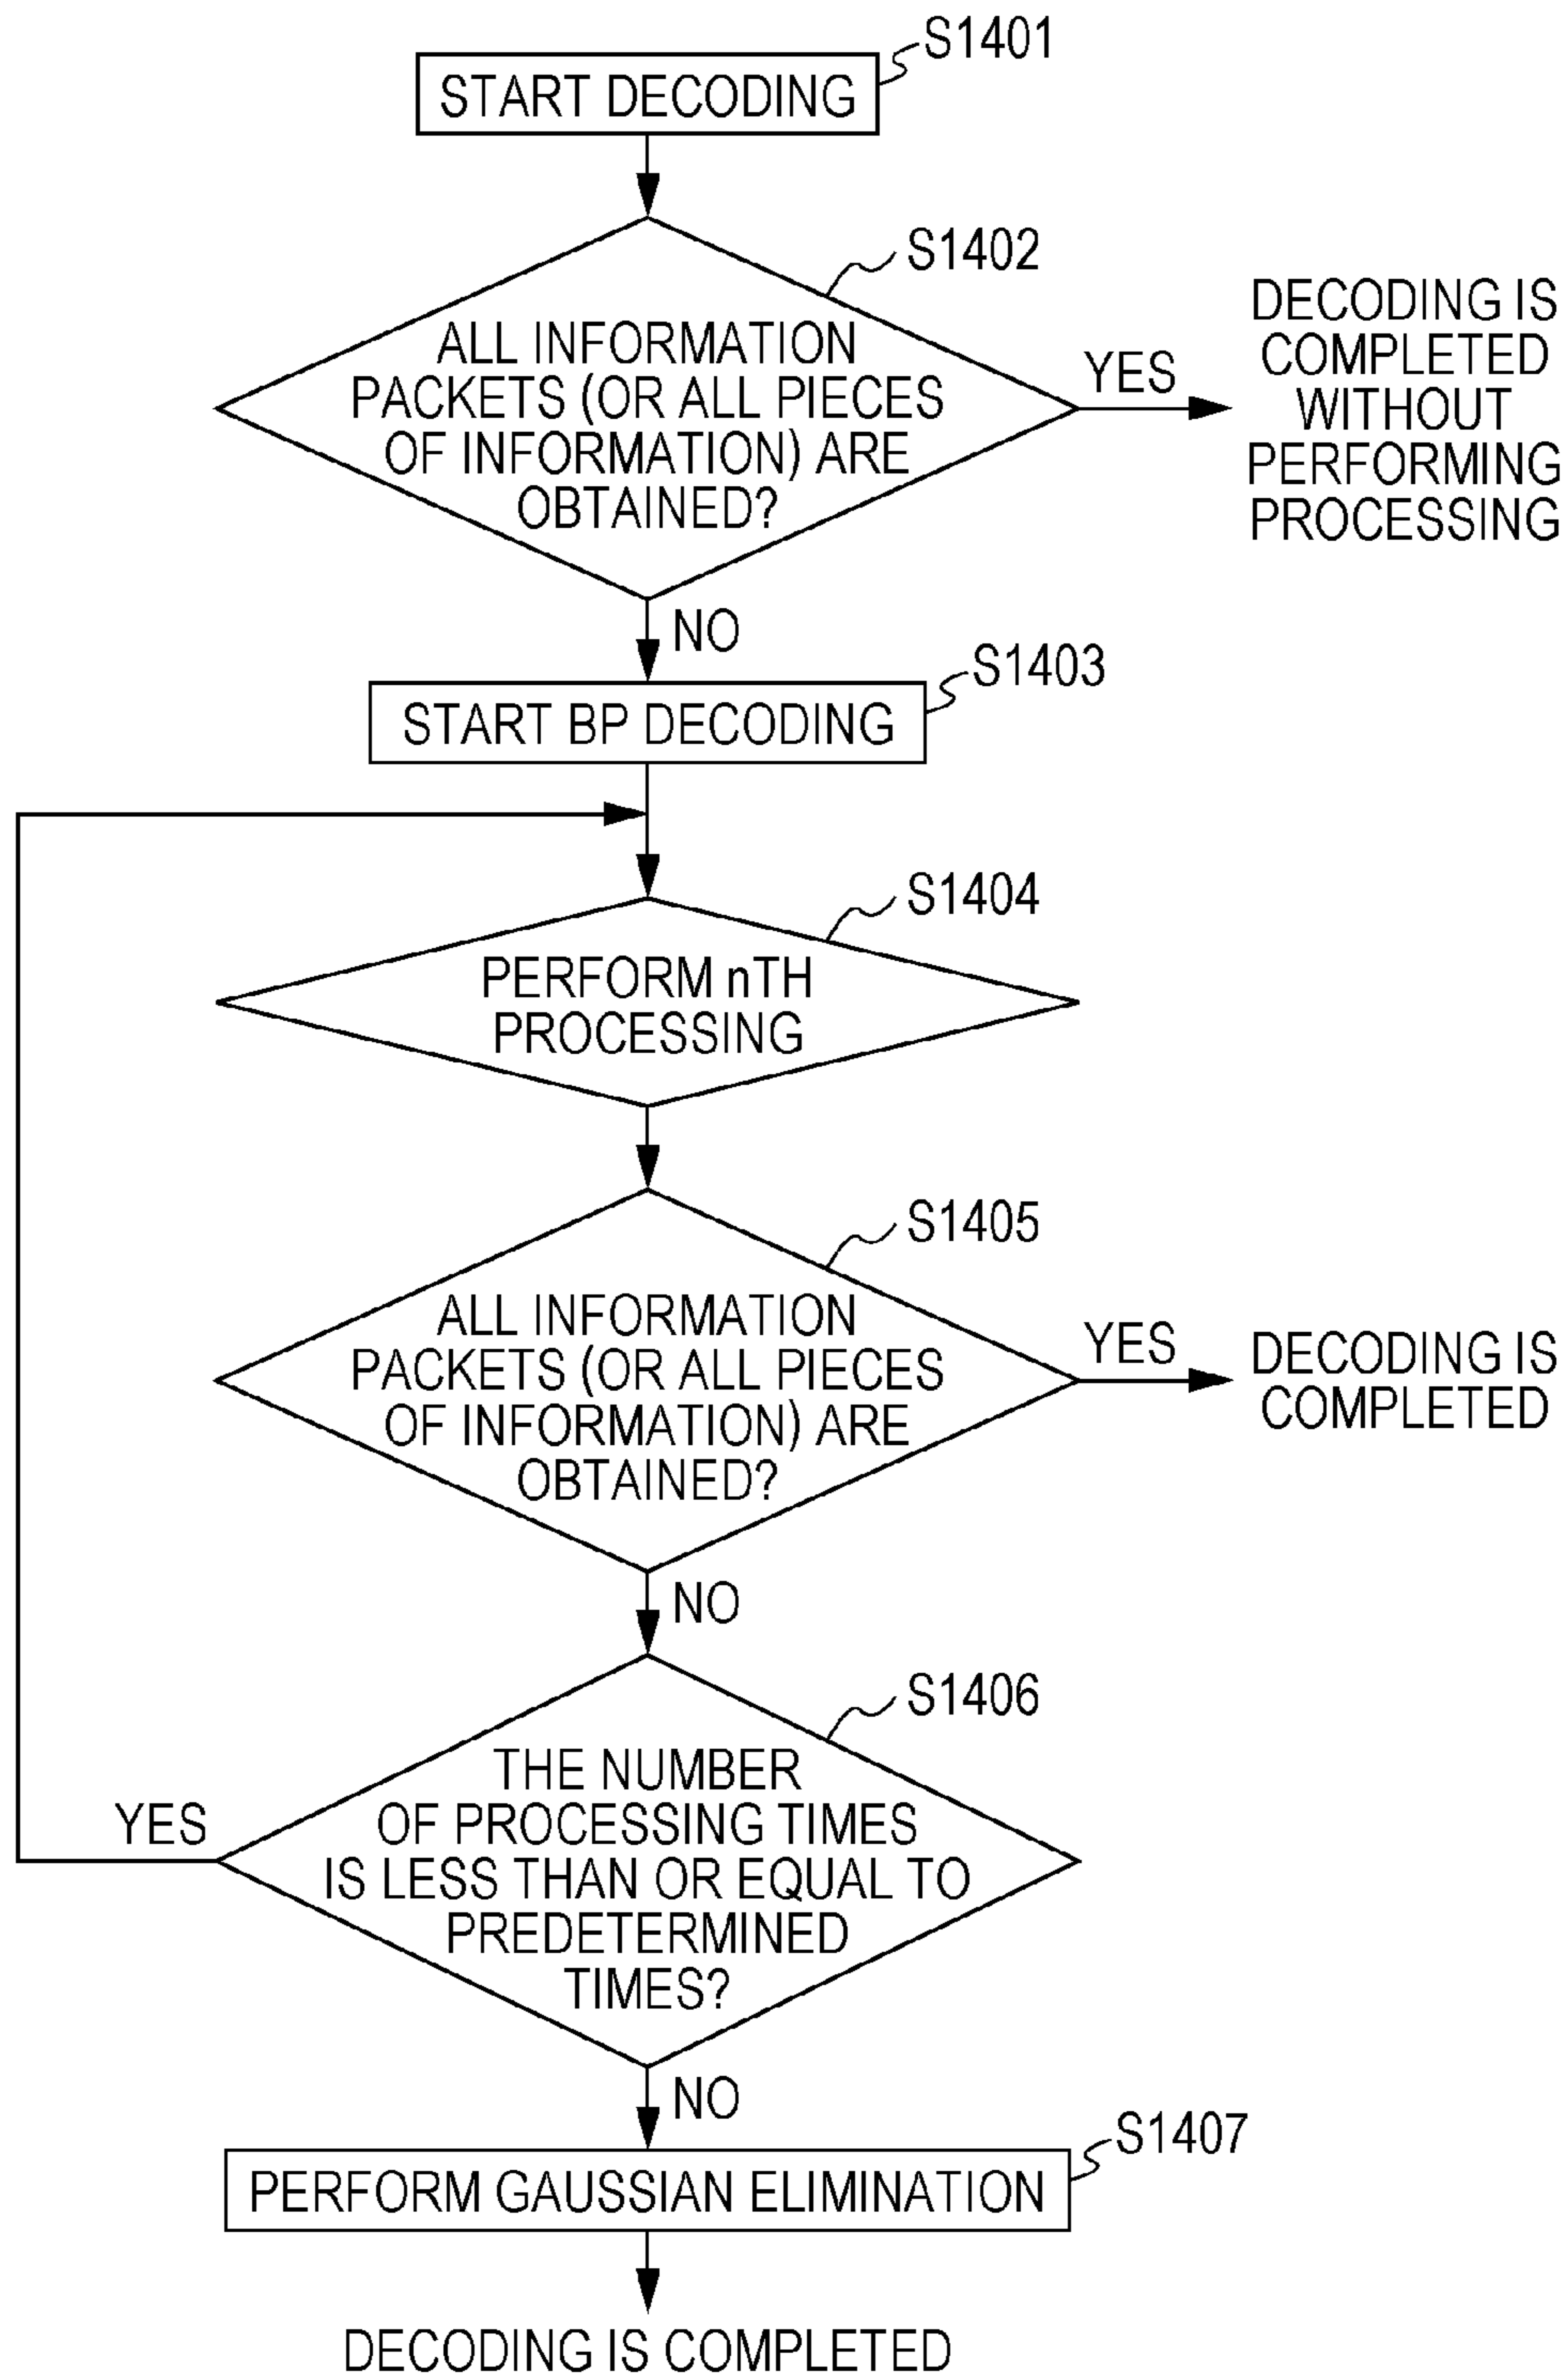 S1401
START DECODING
S1402
ALL INFORMATION
PACKETS (OR ALL PIECES
OF INFORMATION) ARE
OBTAINED?
YES
DECODING IS
COMPLETED
WITHOUT
PERFORMING
PROCESSING
NO
S1403
START BP DECODING
S1404
PERFORM nTH
PROCESSING
S1405
ALL INFORMATION
PACKETS (OR ALL PIECES
OF INFORMATION) ARE
OBTAINED?
YES
DECODING IS
COMPLETED
NO
S1406
THE NUMBER
OF PROCESSING TIMES
IS LESS THAN OR EQUAL TO
PREDETERMINED
TIMES?
YES
NO
S1407
PERFORM GAUSSIAN ELIMINATION
DECODING IS COMPLETED